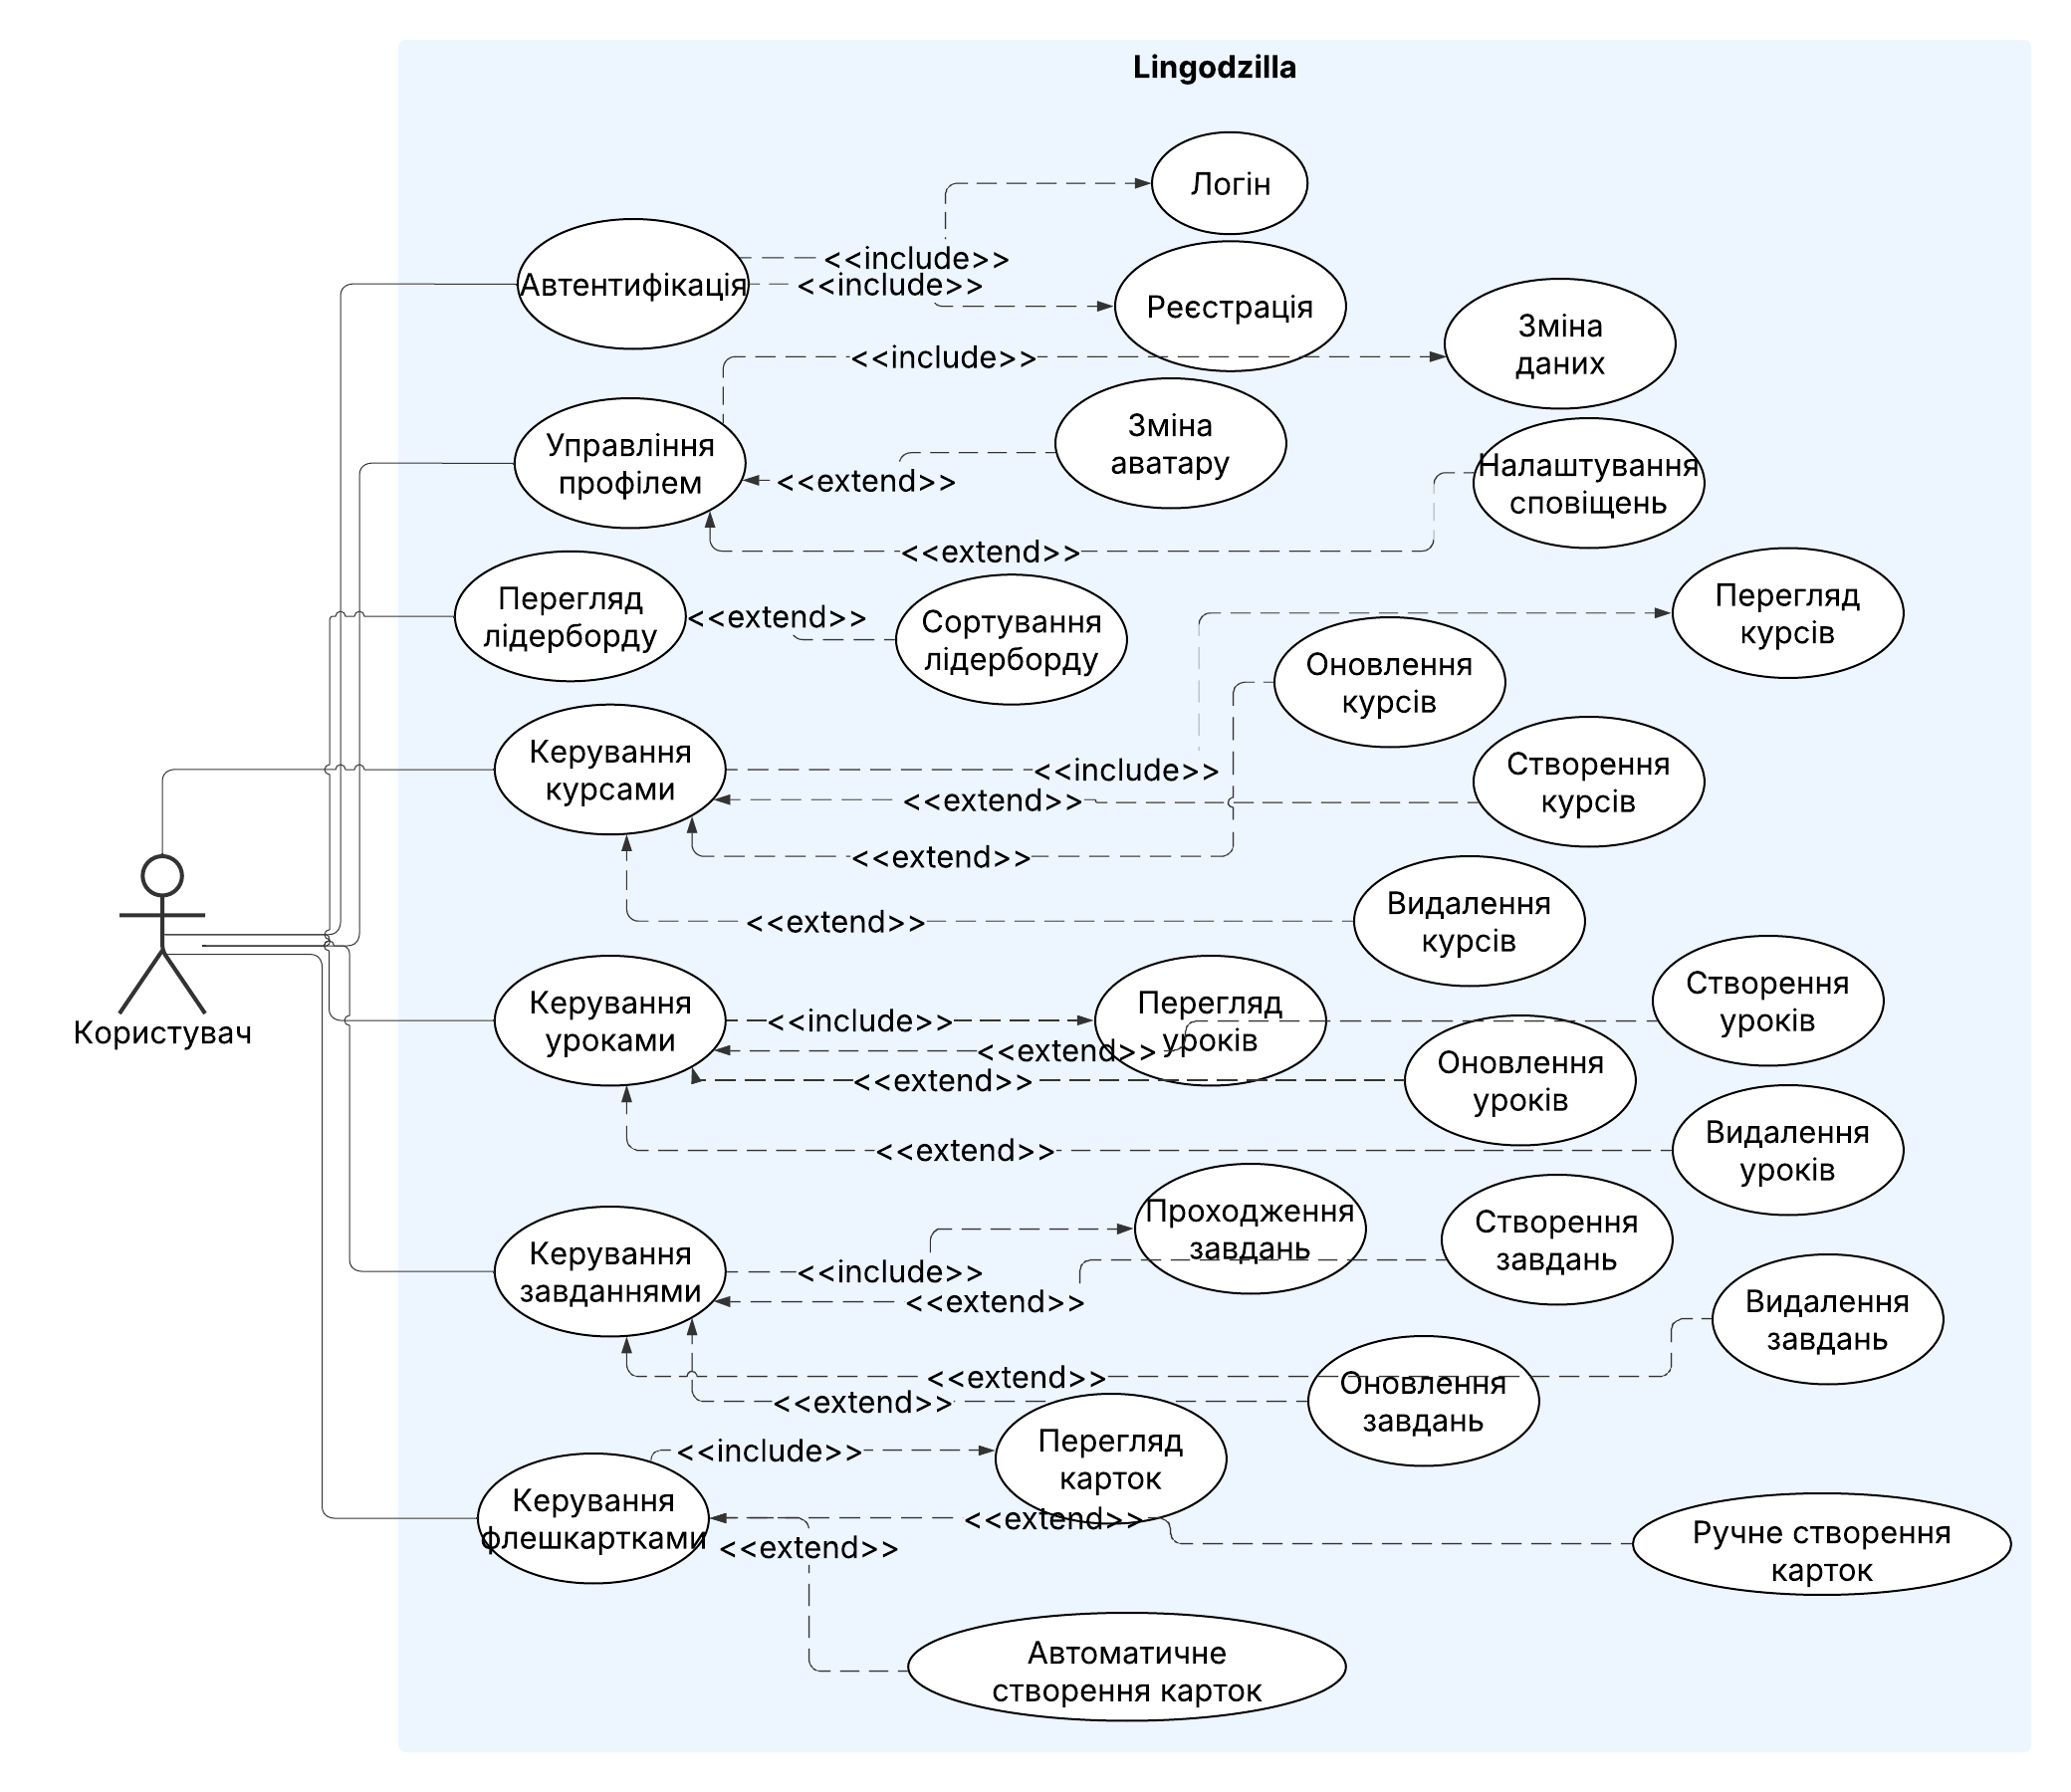 Lingodzilla
Логін
<<include>>
Автентифікація
<<include>>
Реєстрація
Зміна
даних
<<include>>
Управління
профілем
Зміна
аватару
<<extend>>
Налаштування
сповіщень
<<extend>>
Перегляд
лідерборду
<<extend>>
Сортування
лідерборду
Перегляд
курсів
Оновлення
курсів
Керування
курсами
<<include>>
Створення
курсів
<<extend>>
<<extend>>
Видалення
курсів
<<extend>>
Користувач
Керування
уроками
<<include>>
Перегляд
уроків
Створення
уроків
<<extend>>
Оновлення
уроків
<<extend>>
Видалення
уроків
<<extend>>
Проходження
завдань
Створення
завдань
Керування
завданнями
<<include>>
<<extend>>
Видалення
завдань
<<extend>>
Оновлення
завдань
<<extend>>
<<include>>
Перегляд
карток
Керування
флешкартками
<<extend>>
<<extend>>
Ручне створення
карток
Автоматичне
створення карток